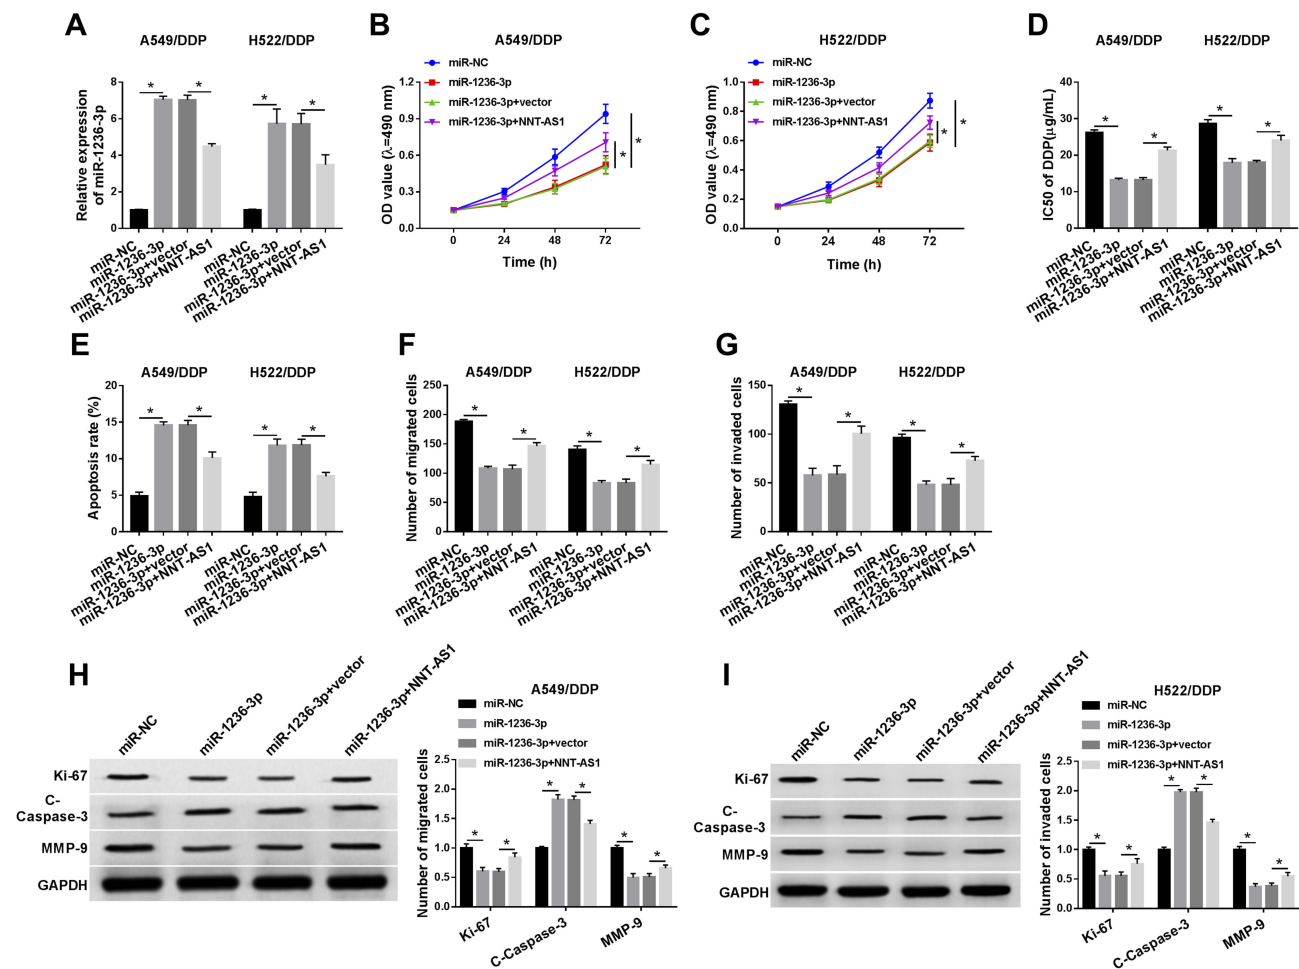 A
A549/DDP
H522/DDP
Relative expression
of miR-1236-3p
8
6
4
2
0
*
*
*
*
miR-NC
miR-1236-3p
miR-1236-3p+vector
miR-1236-3p+NNT-AS1
miR-NC
miR-1236-3p
miR-1236-3p+vector
miR-1236-3p+NNT-AS1
B
A549/DDP
miR-NC
miR-1236-3p
miR-1236-3p+vector
miR-1236-3p+NNT-AS1
OD value (λ=490 nm)
1.2
0.9
0.6
0.3
0.0
0
24
48
72
Time (h)
*
*
C
H522/DDP
miR-NC
miR-1236-3p
miR-1236-3p+vector
miR-1236-3p+NNT-AS1
OD value (λ=490 nm)
1.0
0.8
0.6
0.4
0.2
0.0
0
24
48
72
Time (h)
*
*
D
A549/DDP
H522/DDP
IC50 of DDP(μg/mL)
40
30
20
10
0
*
*
*
*
miR-NC
miR-1236-3p
miR-1236-3p+vector
miR-1236-3p+NNT-AS1
miR-NC
miR-1236-3p
miR-1236-3p+vector
miR-1236-3p+NNT-AS1
E
A549/DDP
H522/DDP
Apoptosis rate (%)
20
15
10
5
0
*
*
*
*
miR-NC
miR-1236-3p
miR-1236-3p+vector
miR-1236-3p+NNT-AS1
miR-NC
miR-1236-3p
miR-1236-3p+vector
miR-1236-3p+NNT-AS1
F
A549/DDP
H522/DDP
Number of migrated cells
250
200
150
100
50
0
*
*
*
*
miR-NC
miR-1236-3p
miR-1236-3p+vector
miR-1236-3p+NNT-AS1
miR-NC
miR-1236-3p
miR-1236-3p+vector
miR-1236-3p+NNT-AS1
G
A549/DDP
H522/DDP
Number of invaded cells
150
100
50
0
*
*
*
*
miR-NC
miR-1236-3p
miR-1236-3p+vector
miR-1236-3p+NNT-AS1
miR-NC
miR-1236-3p
miR-1236-3p+vector
miR-1236-3p+NNT-AS1
H
miR-NC
miR-1236-3p
miR-1236-3p+vector
miR-1236-3p+NNT-AS1
Ki-67
C-
Caspase-3
MMP-9
GAPDH
A549/DDP
miR-NC
miR-1236-3p
miR-1236-3p+vector
miR-1236-3p+NNT-AS1
Number of migrated cells
2.5
2.0
1.5
1.0
0.5
0.0
*
*
*
*
*
*
Ki-67
C-Caspase-3
MMP-9
I
miR-NC
miR-1236-3p
miR-1236-3p+vector
miR-1236-3p+NNT-AS1
Ki-67
C-
Caspase-3
MMP-9
GAPDH
H522/DDP
miR-NC
miR-1236-3p
miR-1236-3p+vector
miR-1236-3p+NNT-AS1
Number of invaded cells
2.5
2.0
1.5
1.0
0.5
0.0
*
*
*
*
*
*
Ki-67
C-Caspase-3
MMP-9